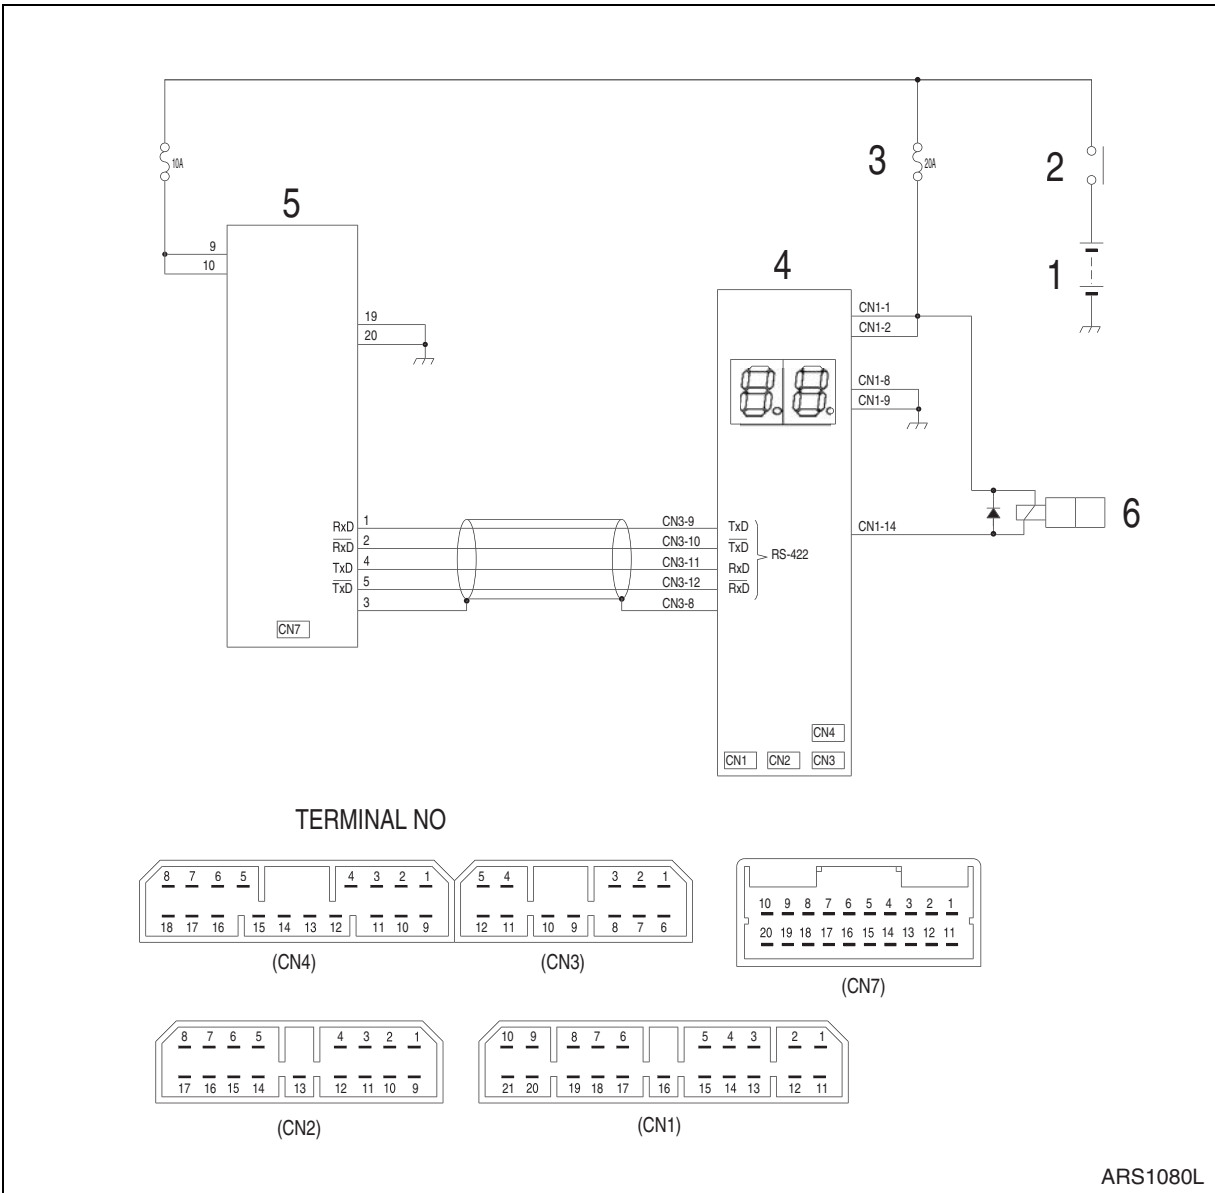 10A
3
20A
2
5
1
4
9
10
CN1-1
CN1-2
19
20
CN1-8
CN1-9
8.8.
6
RxD 1 CN3-9 TxD
R̅x̅D̅ 2 CN3-10 T̅x̅D̅
TxD 4 CN3-11 RxD
T̅x̅D̅ 5 CN3-12 R̅x̅D̅
3 CN3-8
RS-422
CN1-14
CN7
CN4
CN1 CN2 CN3
TERMINAL NO
8 7 6 5 4 3 2 1
18 17 16 15 14 13 12 11 10 9
(CN4)
5 4 3 2 1
12 11 10 9 8 7 6
(CN3)
10 9 8 7 6 5 4 3 2 1
20 19 18 17 16 15 14 13 12 11
(CN7)
8 7 6 5 4 3 2 1
17 16 15 14 13 12 11 10 9
(CN2)
10 9 8 7 6 5 4 3 2 1
21 20 19 18 17 16 15 14 13 12 11
(CN1)
ARS1080L